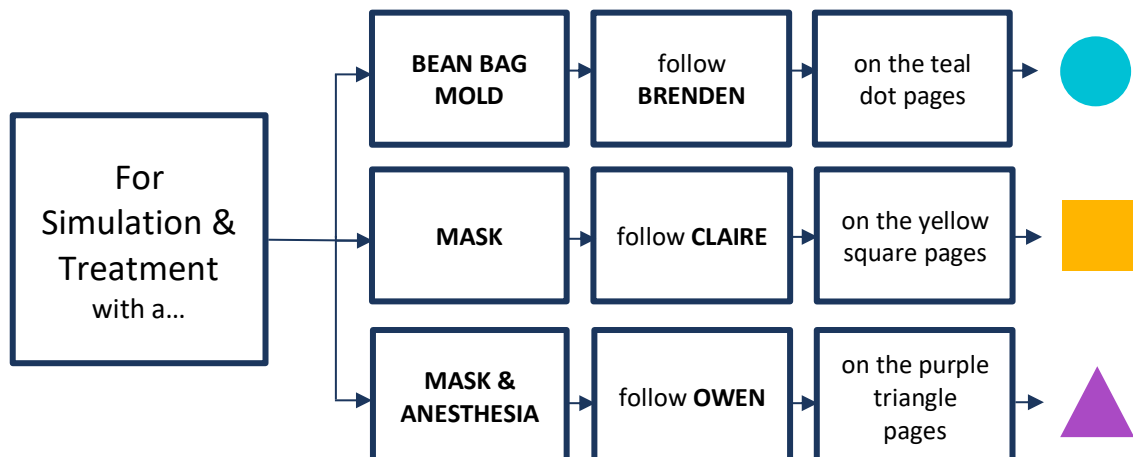 For
Simulation &
Treatment
with a…
BEAN BAG
MOLD
follow
BRENDEN
on the teal
dot pages
MASK
follow CLAIRE
on the yellow
square pages
MASK &
ANESTHESIA
follow OWEN
on the purple
triangle
pages